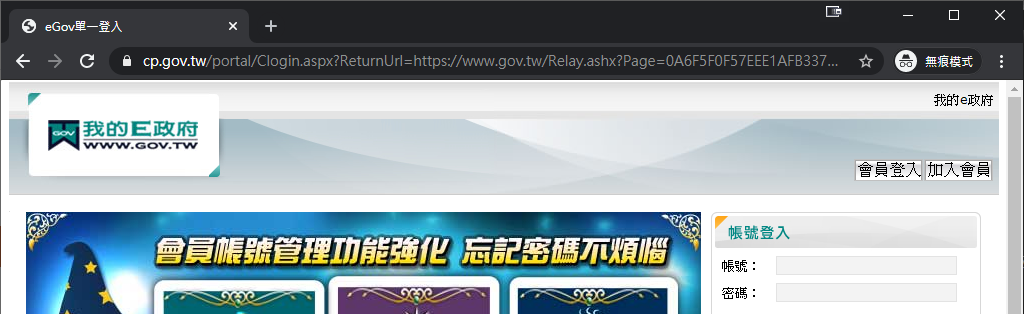 eGov單一登入
cp.gov.tw/portal/Clogin.aspx?ReturnUrl=https://www.gov.tw/Relay.ashx?Page=0A6F5F0F57EEE1AFB337...
無痕模式
我的e政府
GOV 我的E政府
WWW.GOV.TW
會員登入 加入會員
會員帳號管理功能強化 忘記密碼不煩惱
帳號登入
帳號：
密碼：